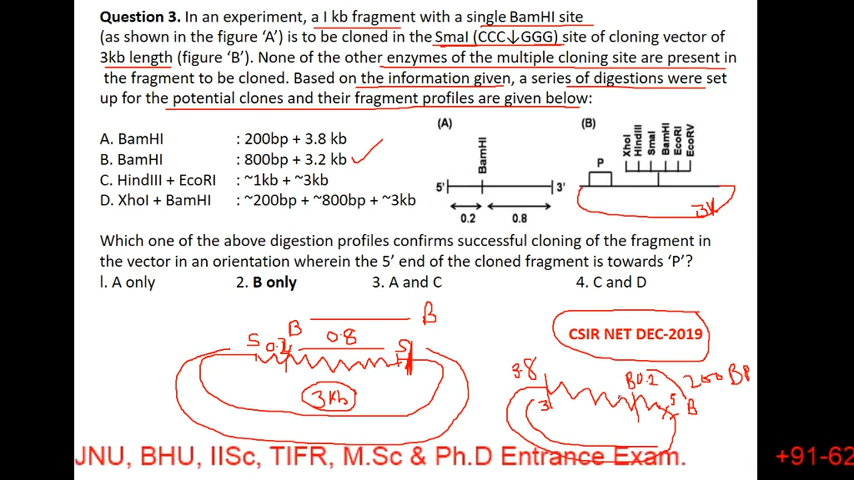 Question 3. In an experiment, a I kb fragment with a single BamHI site
(as shown in the figure ‘A’) is to be cloned in the SmaI (CCC↓GGG) site of cloning vector of
3kb length (figure ‘B’). None of the other enzymes of the multiple cloning site are present in
the fragment to be cloned. Based on the information given, a series of digestions were set
up for the potential clones and their fragment profiles are given below:
A. BamHI : 200bp + 3.8 kb
B. BamHI : 800bp + 3.2 kb
C. HindIII + EcoRI : ~1kb + ~3kb
D. XhoI + BamHI : ~200bp + ~800bp + ~3kb
(A)
BamHI
5' 3'
0.2 0.8
(B)
P
XhoI
HindIII
SmaI
BamHI
EcoRI
EcoRV
3K
Which one of the above digestion profiles confirms successful cloning of the fragment in
the vector in an orientation wherein the 5’ end of the cloned fragment is towards ‘P’?
l. A only 2. B only 3. A and C 4. C and D
B B
S 0.2 0.8 S
3Kb
CSIR NET DEC-2019
3.8
B 0.2 200 BP
3 5 B
JNU, BHU, IISc, TIFR, M.Sc & Ph.D Entrance Exam. +91-62